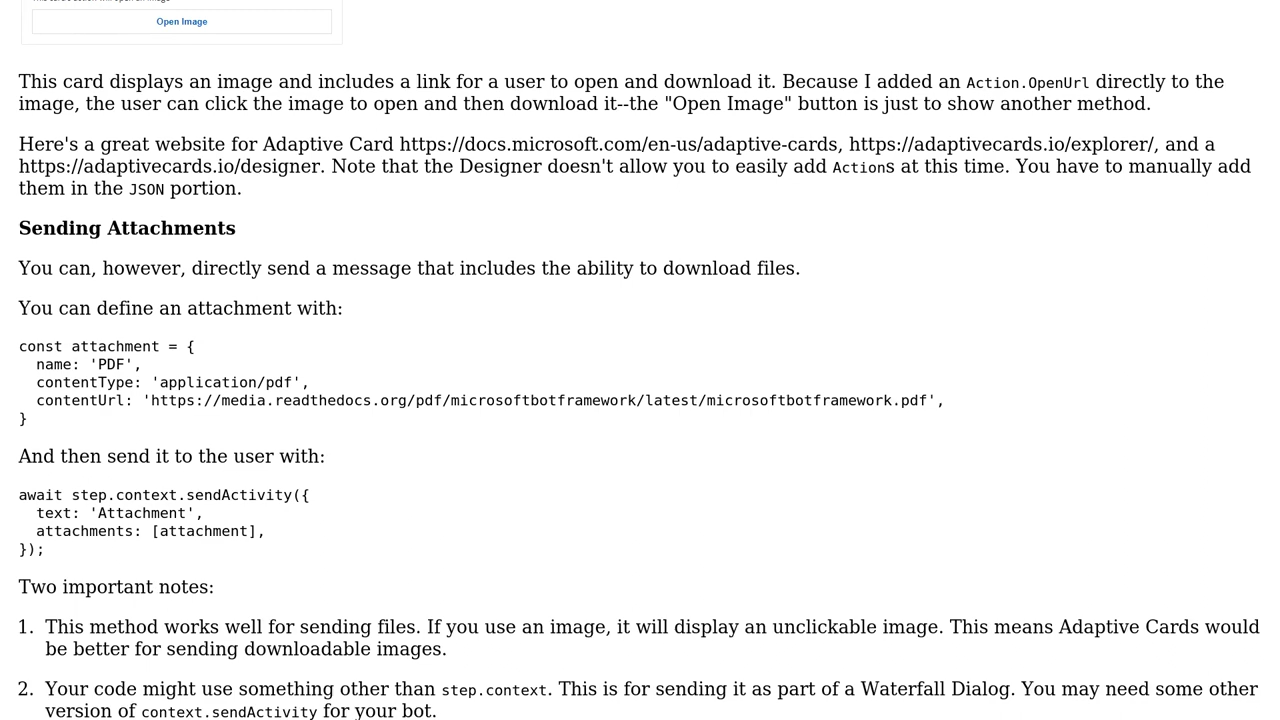 Open Image
This card displays an image and includes a link for a user to open and download it. Because I added an Action.OpenUrl directly to the
image, the user can click the image to open and then download it--the "Open Image" button is just to show another method.
Here's a great website for Adaptive Card https://docs.microsoft.com/en-us/adaptive-cards, https://adaptivecards.io/explorer/, and a
https://adaptivecards.io/designer. Note that the Designer doesn't allow you to easily add Actions at this time. You have to manually add
them in the JSON portion.
Sending Attachments
You can, however, directly send a message that includes the ability to download files.
You can define an attachment with:
const attachment = {
  name: 'PDF',
  contentType: 'application/pdf',
  contentUrl: 'https://media.readthedocs.org/pdf/microsoftbotframework/latest/microsoftbotframework.pdf',
}
And then send it to the user with:
await step.context.sendActivity({
  text: 'Attachment',
  attachments: [attachment],
});
Two important notes:
1. This method works well for sending files. If you use an image, it will display an unclickable image. This means Adaptive Cards would
be better for sending downloadable images.
2. Your code might use something other than step.context. This is for sending it as part of a Waterfall Dialog. You may need some other
version of context.sendActivity for your bot.